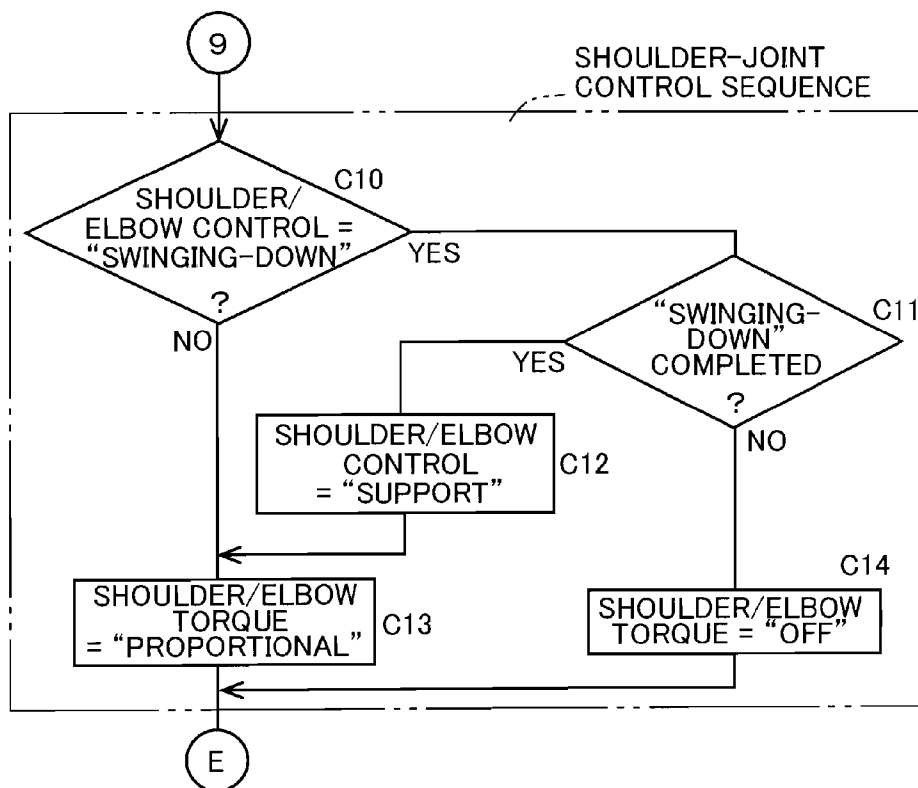 9
SHOULDER-JOINT
CONTROL SEQUENCE
C10
SHOULDER/
ELBOW CONTROL =
“SWINGING-DOWN”
?
YES
NO
C11
“SWINGING-
DOWN”
COMPLETED
?
YES
NO
SHOULDER/ELBOW
CONTROL
= “SUPPORT”
C12
SHOULDER/ELBOW
TORQUE
= “PROPORTIONAL”
C13
C14
SHOULDER/ELBOW
TORQUE = “OFF”
E